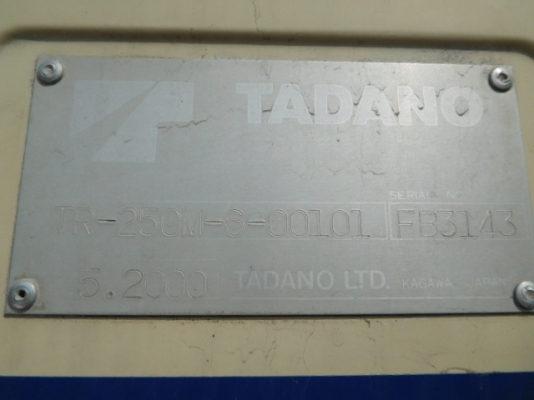 TADANO
SERIAL NO.
TR-250M-6-00101 FB3143
5.2000 TADANO LTD. KAGAWA, JAPAN